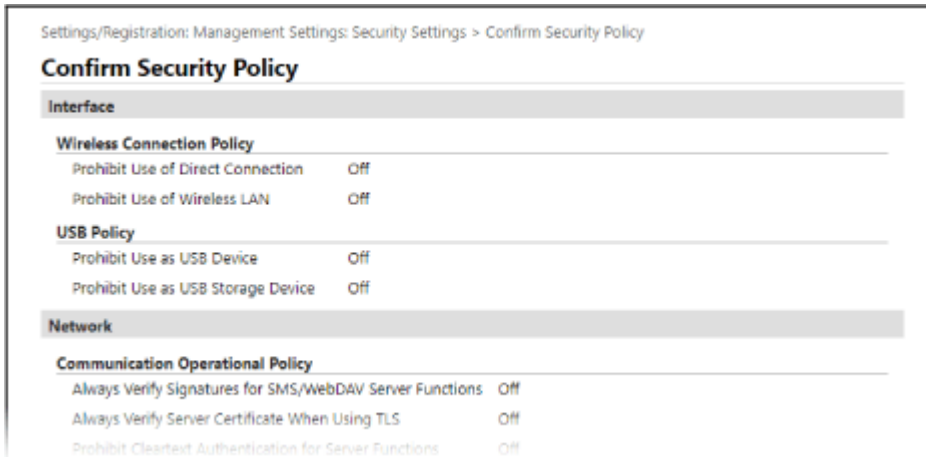 Settings/Registration: Management Settings: Security Settings > Confirm Security Policy
Confirm Security Policy
Interface
Wireless Connection Policy
Prohibit Use of Direct Connection Off
Prohibit Use of Wireless LAN Off
USB Policy
Prohibit Use as USB Device Off
Prohibit Use as USB Storage Device Off
Network
Communication Operational Policy
Always Verify Signatures for SMS/WebDAV Server Functions Off
Always Verify Server Certificate When Using TLS Off
Prohibit Cleartext Authentication for Server Functions Off